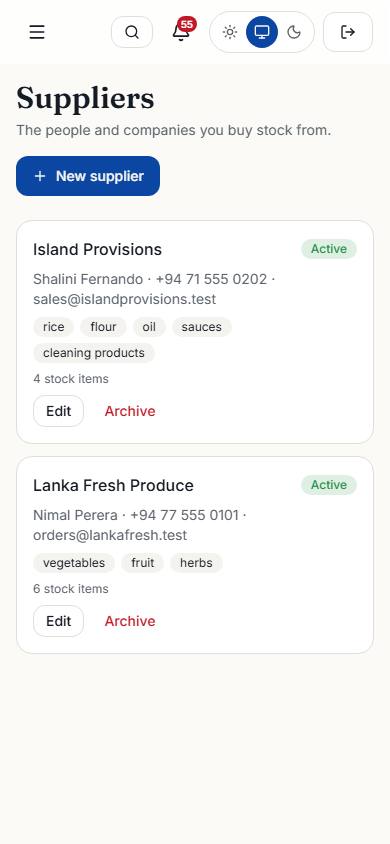 55
Suppliers
The people and companies you buy stock from.
New supplier
Island Provisions
Active
Shalini Fernando · +94 71 555 0202 ·
sales@islandprovisions.test
rice flour oil sauces
cleaning products
4 stock items
Edit Archive
Lanka Fresh Produce
Active
Nimal Perera · +94 77 555 0101 ·
orders@lankafresh.test
vegetables fruit herbs
6 stock items
Edit Archive